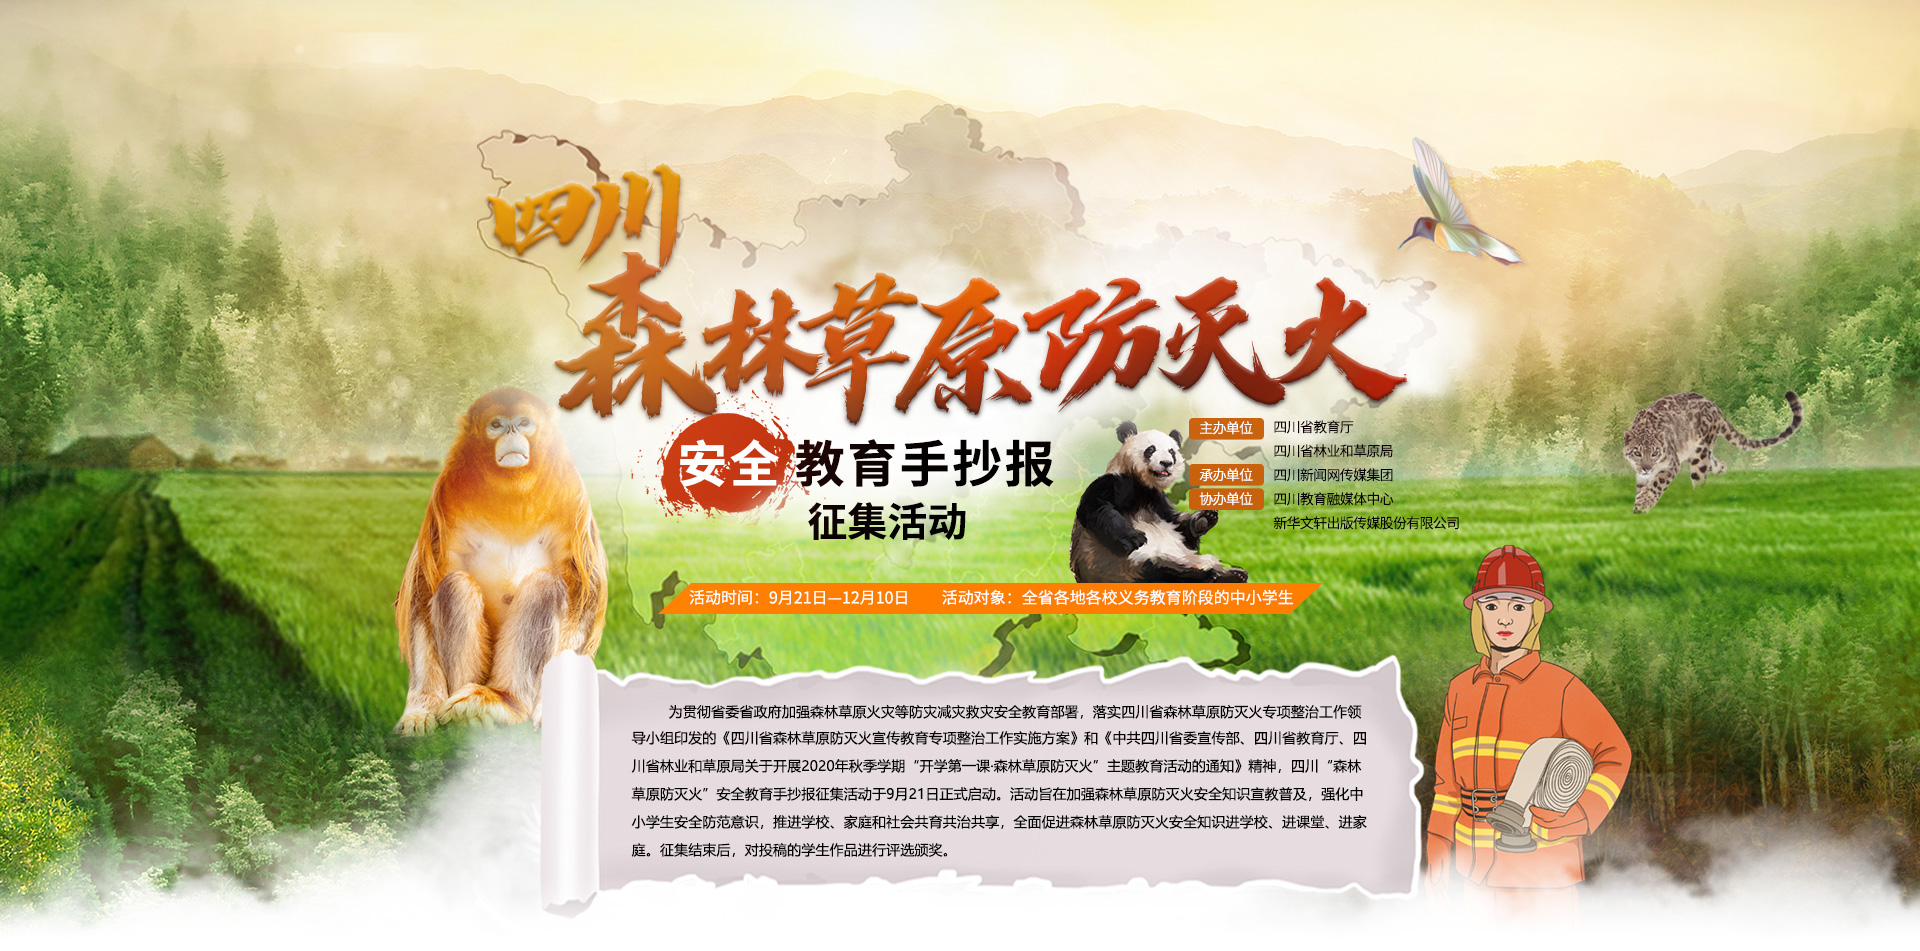 四川
森林草原防灭火
安全教育手抄报
征集活动
主办单位 四川省教育厅
四川省林业和草原局
承办单位 四川新闻网传媒集团
协办单位 四川教育融媒体中心
新华文轩出版传媒股份有限公司
活动时间：9月21日—12月10日 活动对象：全省各地各校义务教育阶段的中小学生
为贯彻省委省政府加强森林草原火灾等防灾减灾救灾安全教育部署，落实四川省森林草原防灭火专项整治工作领
导小组印发的《四川省森林草原防灭火宣传教育专项整治工作实施方案》和《中共四川省委宣传部、四川省教育厅、四
川省林业和草原局关于开展2020年秋季学期“开学第一课·森林草原防灭火”主题教育活动的通知》精神，四川“森林
草原防灭火”安全教育手抄报征集活动于9月21日正式启动。活动旨在加强森林草原防灭火安全知识宣教普及，强化中
小学生安全防范意识，推进学校、家庭和社会共育共治共享，全面促进森林草原防灭火安全知识进学校、进课堂、进家
庭。征集结束后，对投稿的学生作品进行评选颁奖。